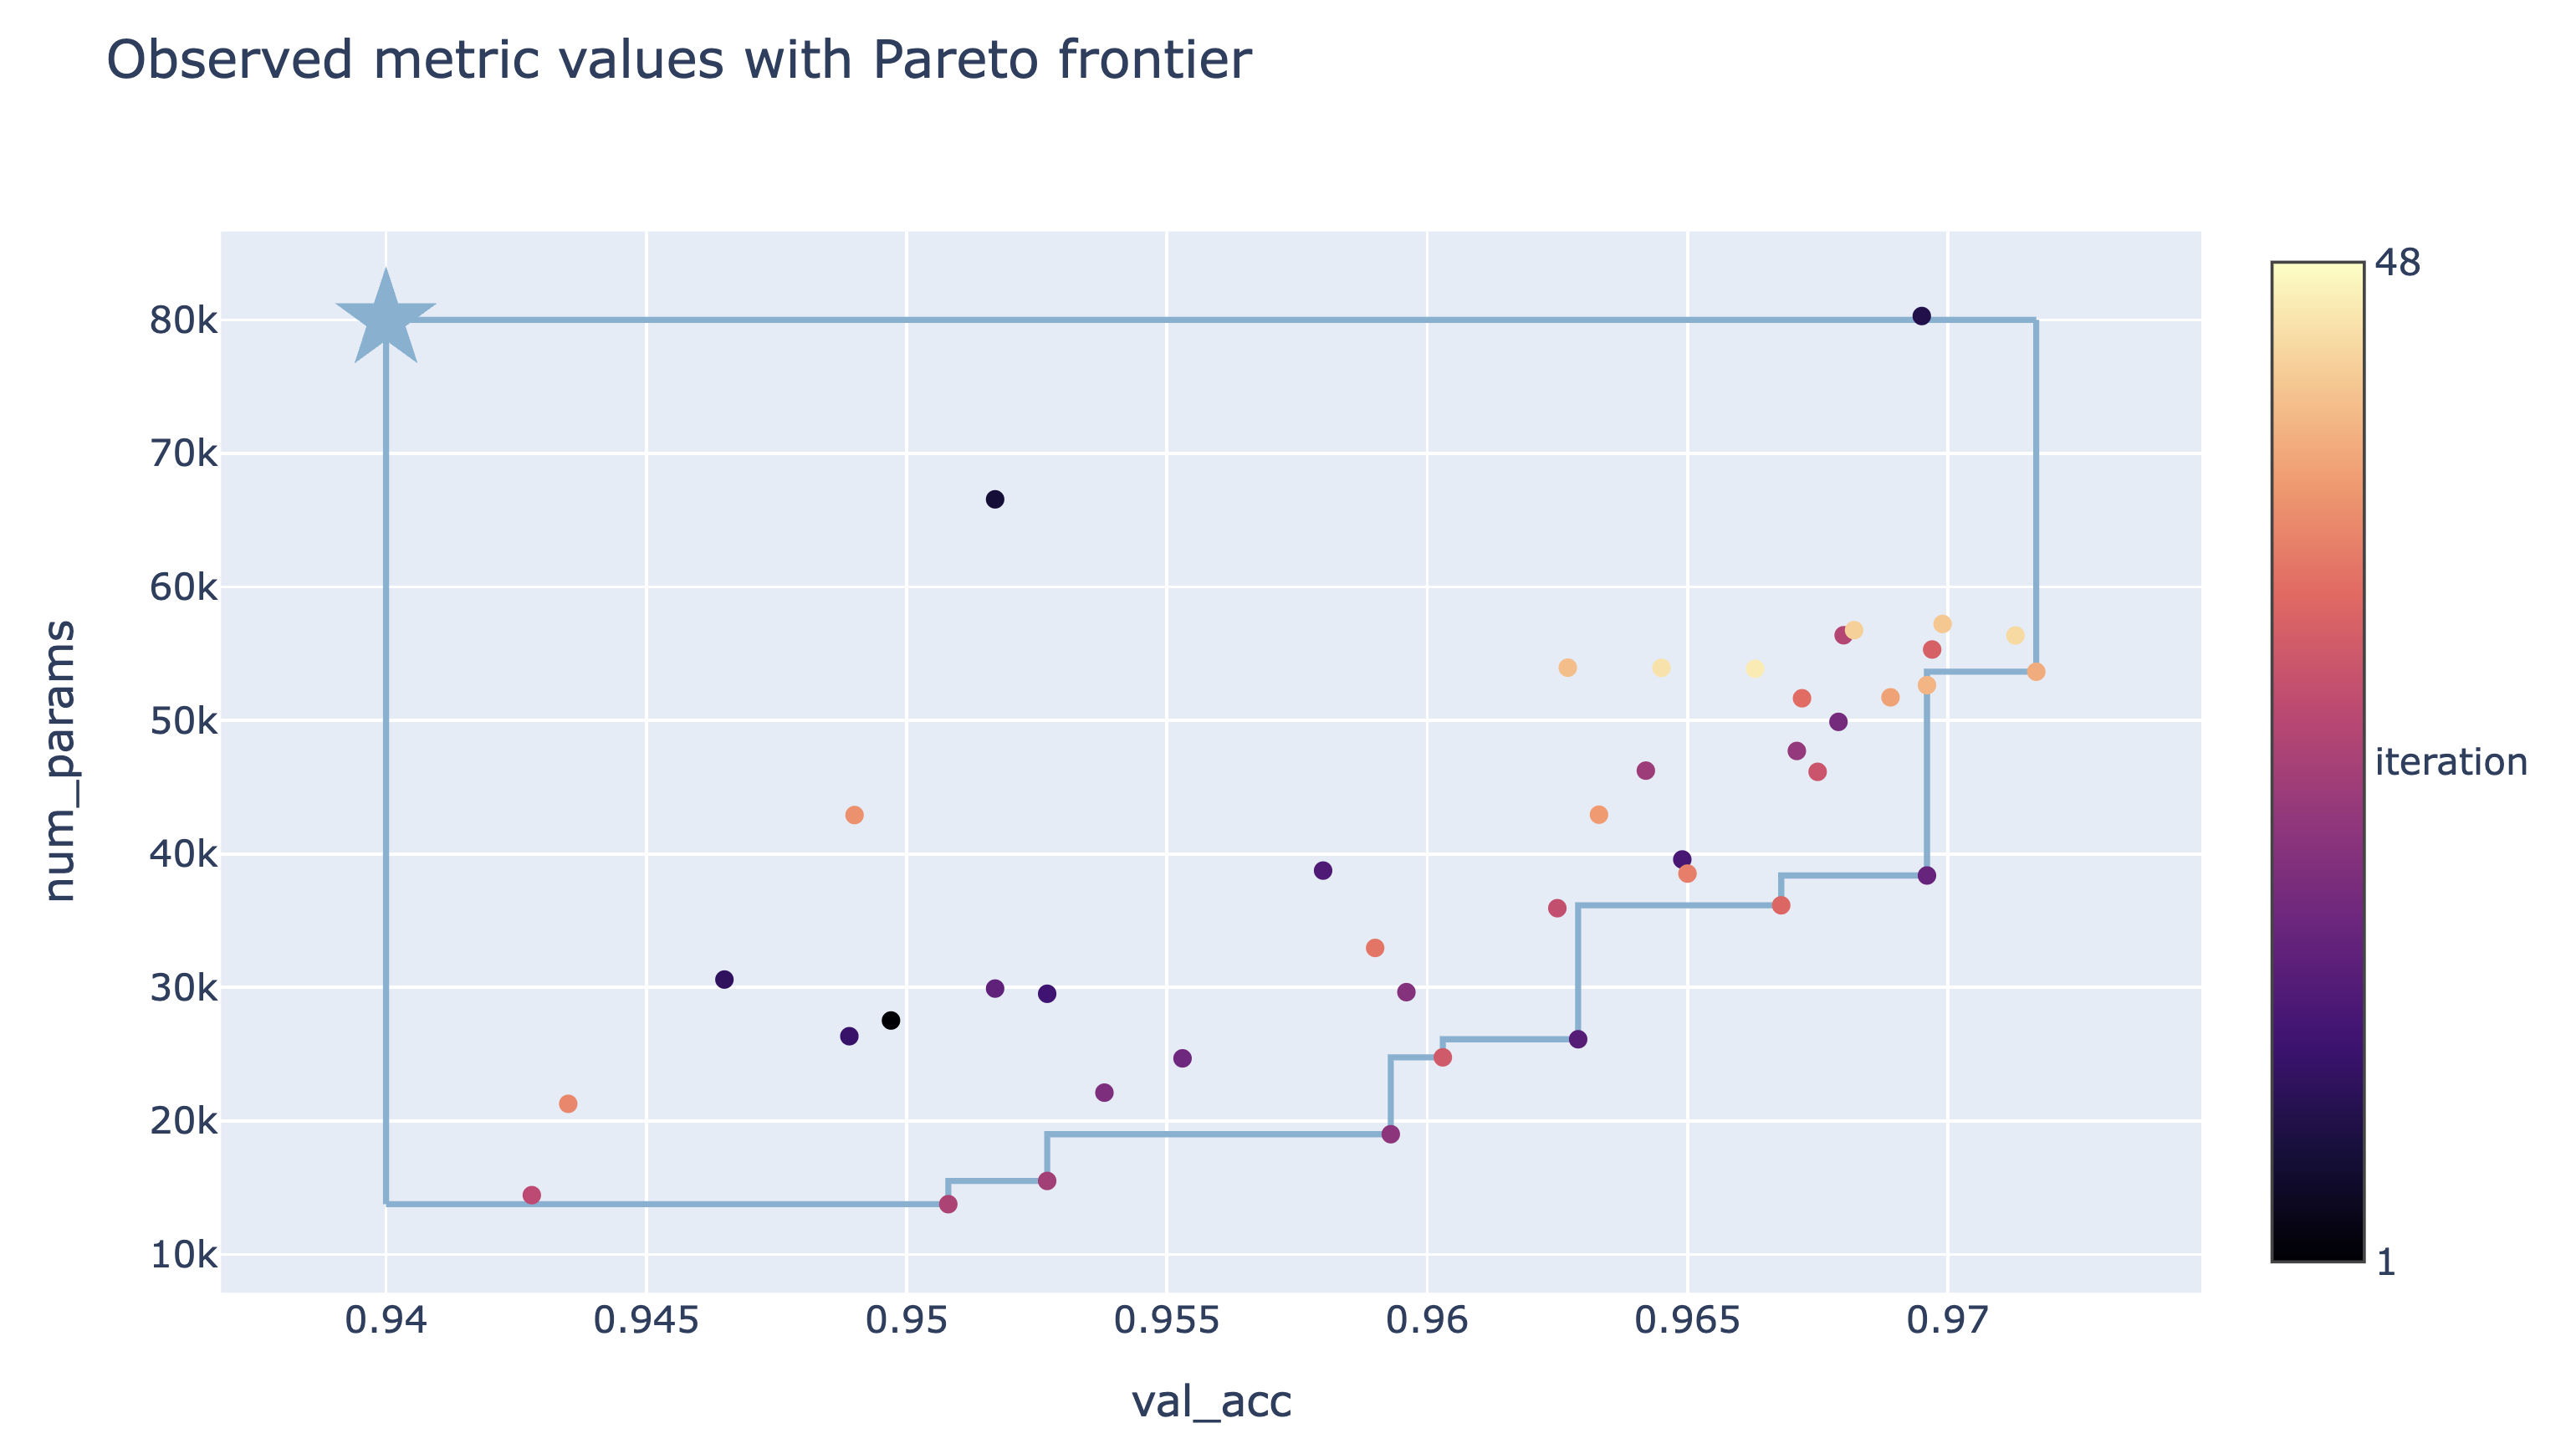 Observed metric values with Pareto frontier
num_params
80k
70k
60k
50k
40k
30k
20k
10k
0.94
0.945
0.95
0.955
0.96
0.965
0.97
val_acc
48
iteration
1